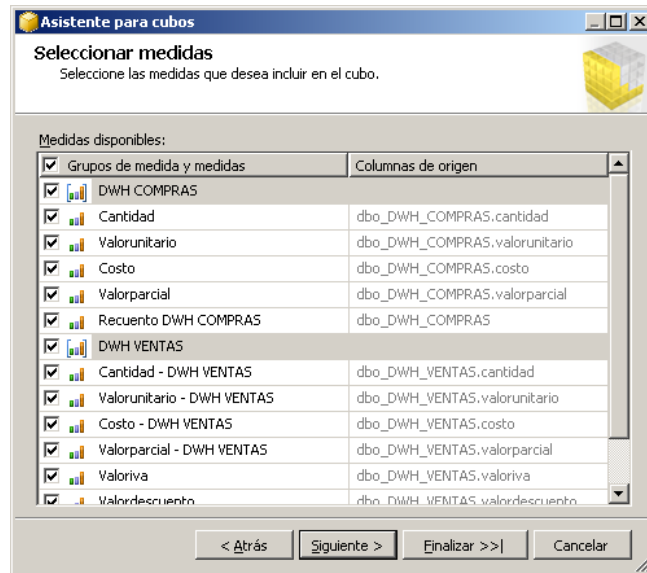 Asistente para cubos
Seleccionar medidas
Seleccione las medidas que desea incluir en el cubo.
Medidas disponibles:
Grupos de medida y medidas Columnas de origen
DWH COMPRAS
Cantidad dbo_DWH_COMPRAS.cantidad
Valorunitario dbo_DWH_COMPRAS.valorunitario
Costo dbo_DWH_COMPRAS.costo
Valorparcial dbo_DWH_COMPRAS.valorparcial
Recuento DWH COMPRAS dbo_DWH_COMPRAS
DWH VENTAS
Cantidad - DWH VENTAS dbo_DWH_VENTAS.cantidad
Valorunitario - DWH VENTAS dbo_DWH_VENTAS.valorunitario
Costo - DWH VENTAS dbo_DWH_VENTAS.costo
Valorparcial - DWH VENTAS dbo_DWH_VENTAS.valorparcial
Valoriva dbo_DWH_VENTAS.valoriva
Valordescuento dbo_DWH_VENTAS.valordescuento
< Atrás Siguiente > Finalizar >>| Cancelar